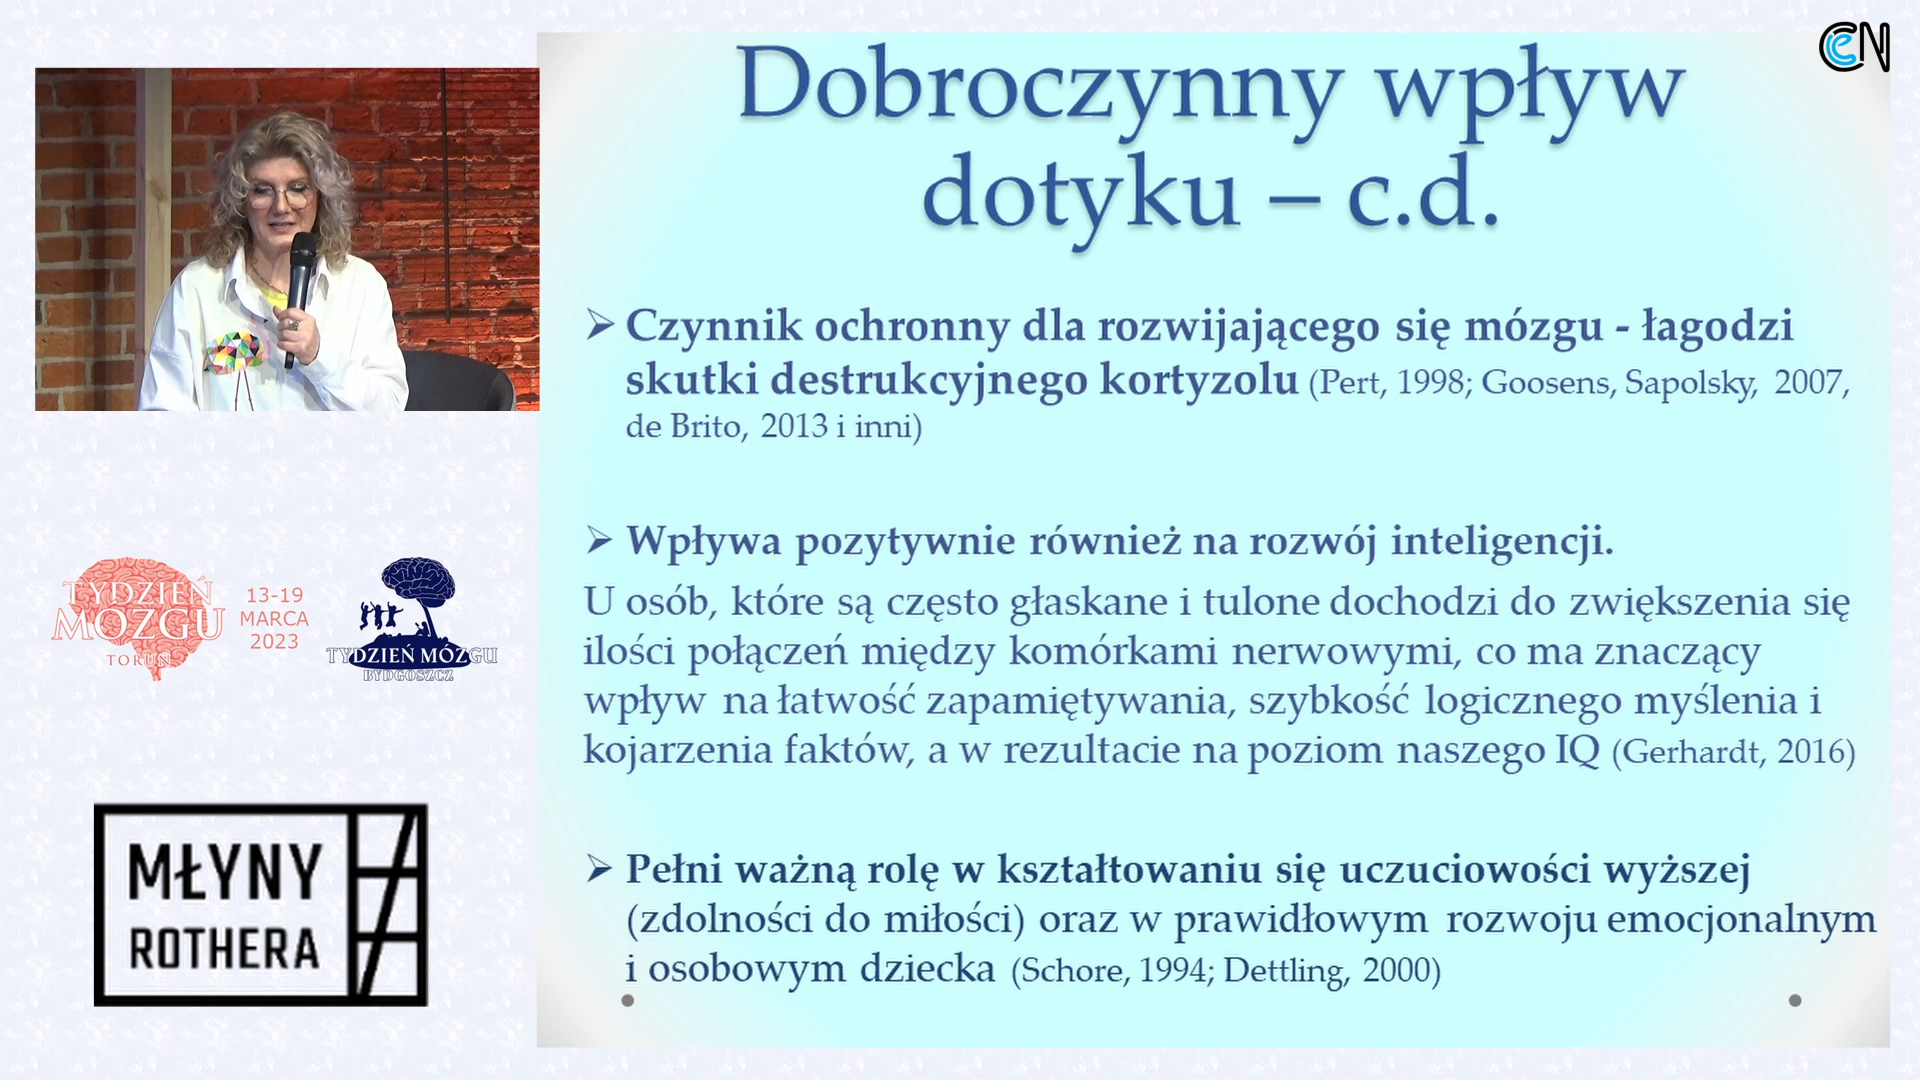 CeN
Dobroczynny wpływ
dotyku – c.d.
➢ Czynnik ochronny dla rozwijającego się mózgu - łagodzi
skutki destrukcyjnego kortyzolu (Pert, 1998; Goosens, Sapolsky, 2007,
de Brito, 2013 i inni)
➢ Wpływa pozytywnie również na rozwój inteligencji.
U osób, które są często głaskane i tulone dochodzi do zwiększenia się
ilości połączeń między komórkami nerwowymi, co ma znaczący
wpływ na łatwość zapamiętywania, szybkość logicznego myślenia i
kojarzenia faktów, a w rezultacie na poziom naszego IQ (Gerhardt, 2016)
➢ Pełni ważną rolę w kształtowaniu się uczuciowości wyższej
(zdolności do miłości) oraz w prawidłowym rozwoju emocjonalnym
i osobowym dziecka (Schore, 1994; Dettling, 2000)
TYDZIEŃ
MÓZGU
TORUŃ
13-19
MARCA
2023
TYDZIEŃ MÓZGU
BYDGOSZCZ
MŁYNY
ROTHERA